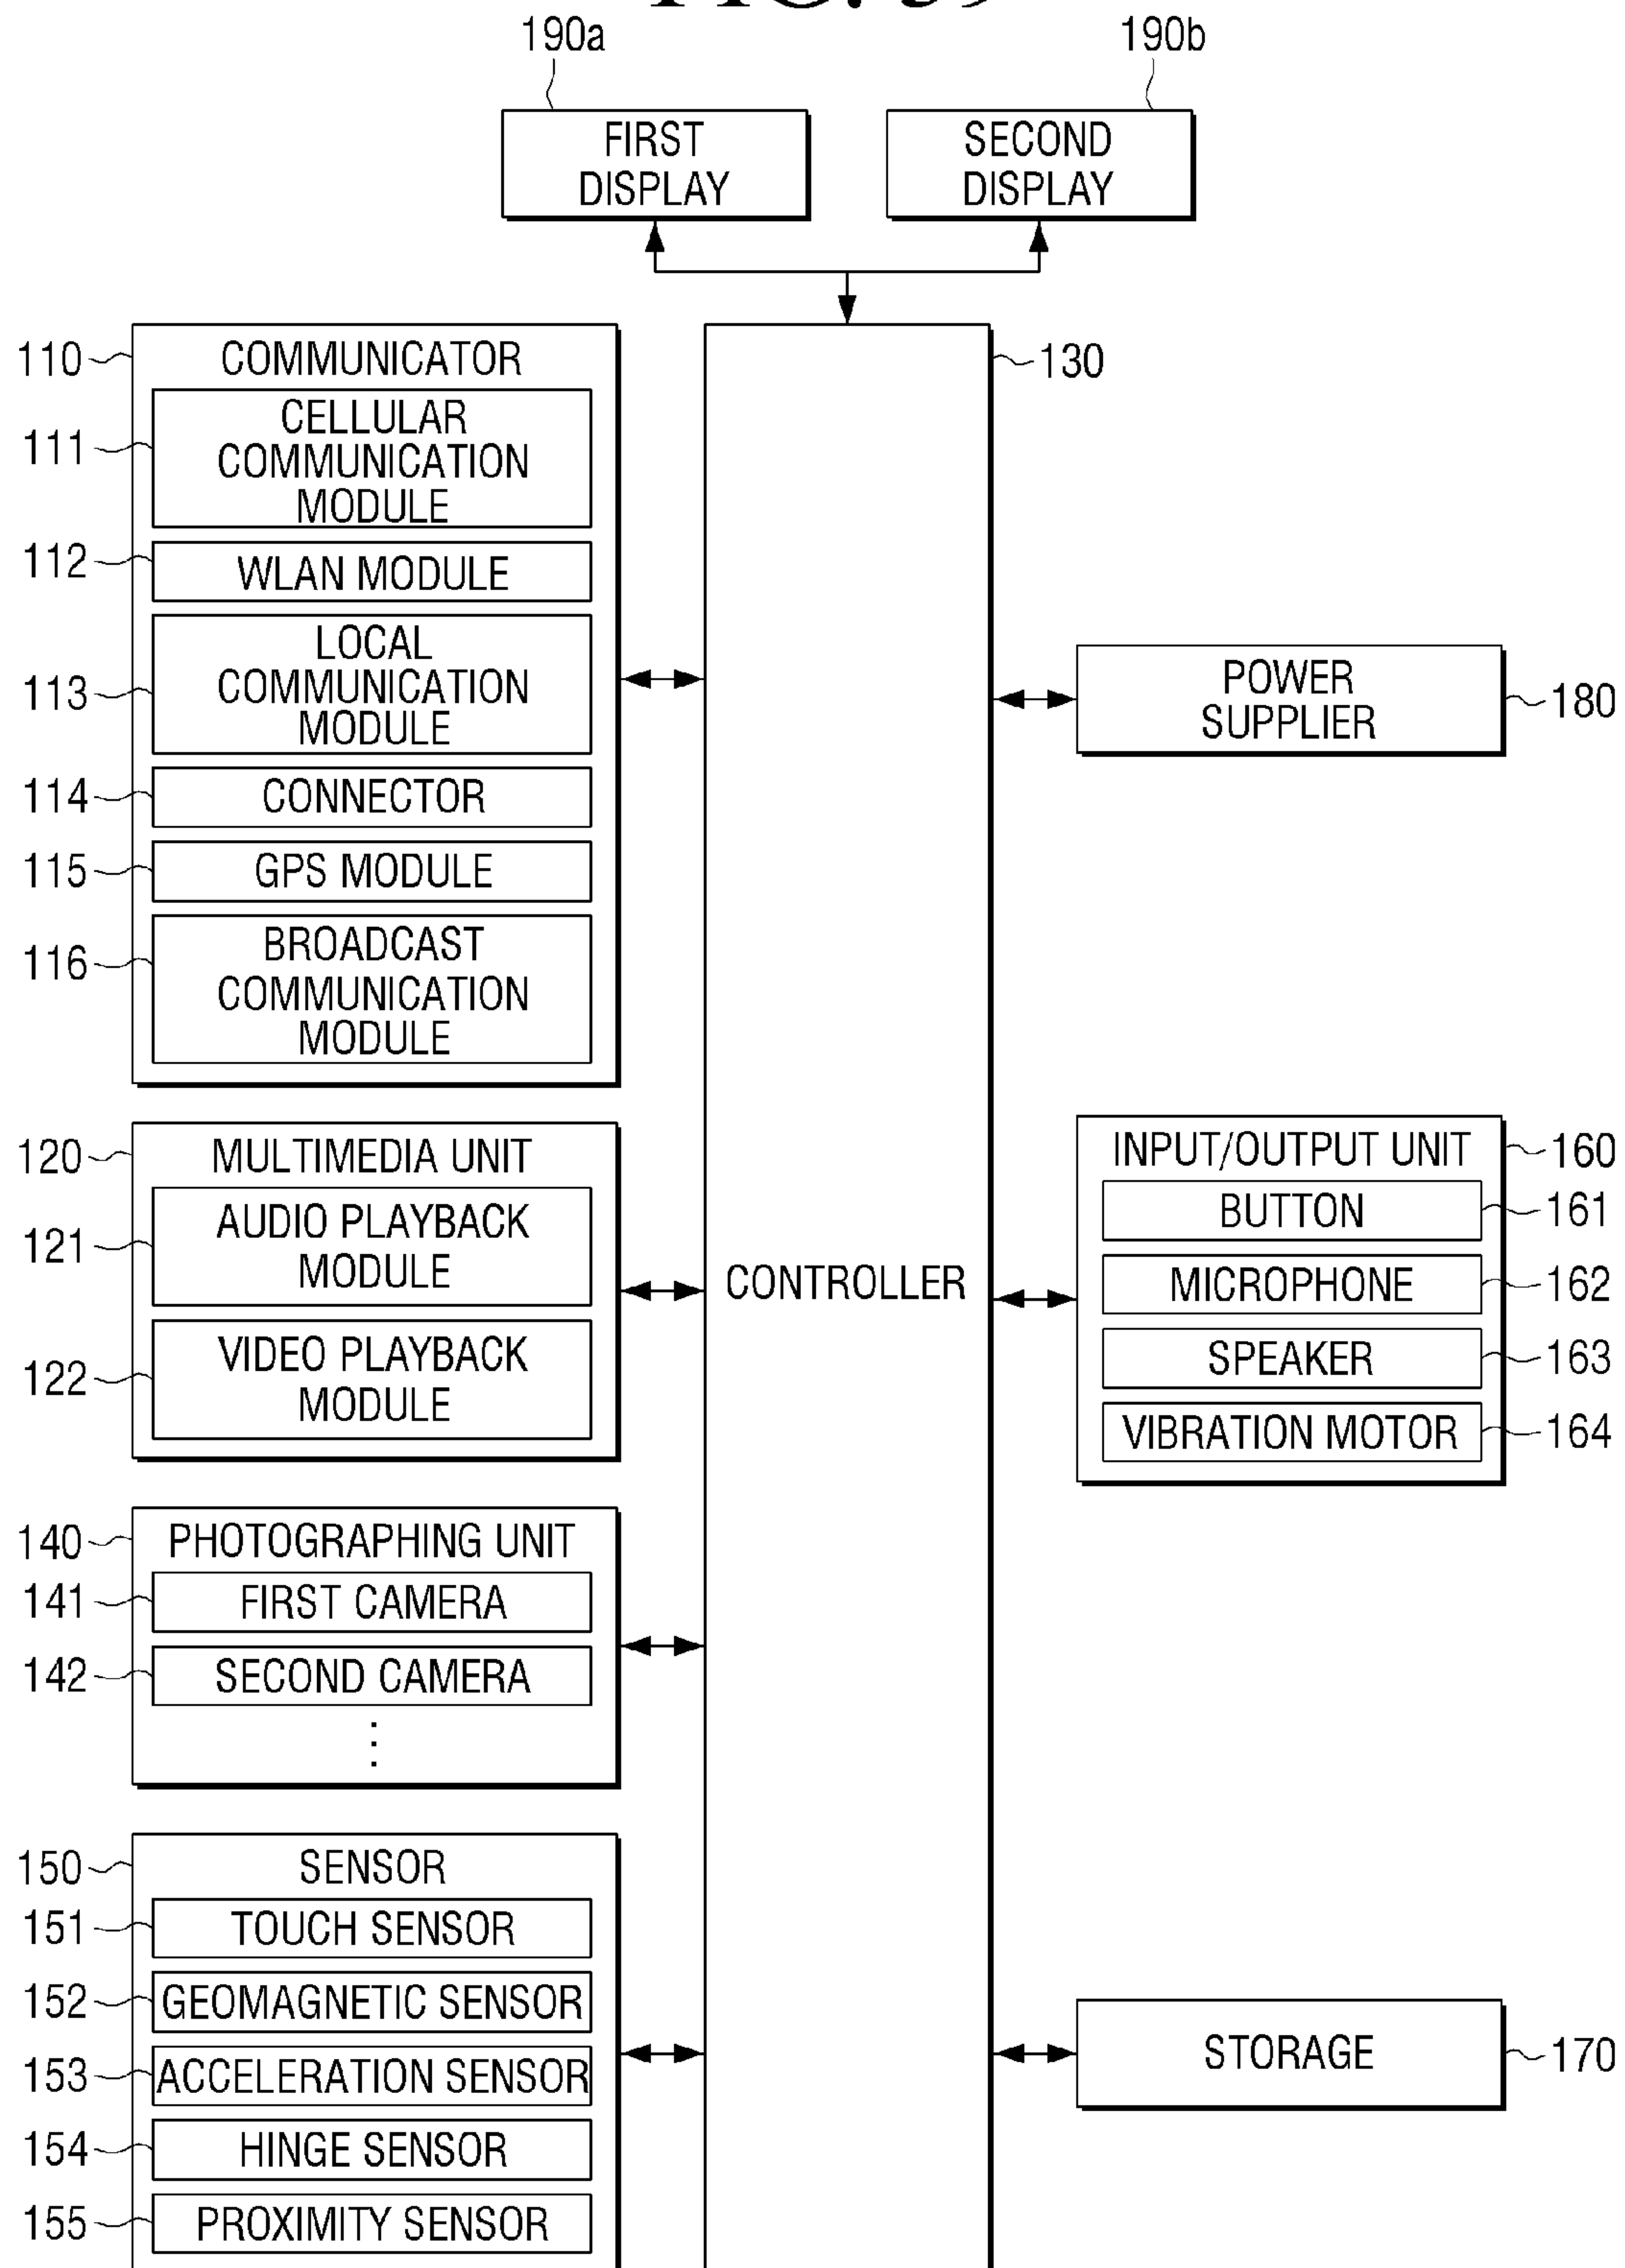 190a
190b
FIRST
DISPLAY
SECOND
DISPLAY
110
COMMUNICATOR
130
111
CELLULAR
COMMUNICATION
MODULE
112
WLAN MODULE
113
LOCAL
COMMUNICATION
MODULE
POWER
SUPPLIER
180
114
CONNECTOR
115
GPS MODULE
116
BROADCAST
COMMUNICATION
MODULE
120
MULTIMEDIA UNIT
121
AUDIO PLAYBACK
MODULE
122
VIDEO PLAYBACK
MODULE
CONTROLLER
INPUT/OUTPUT UNIT
160
BUTTON
161
MICROPHONE
162
SPEAKER
163
VIBRATION MOTOR
164
140
PHOTOGRAPHING UNIT
141
FIRST CAMERA
142
SECOND CAMERA
150
SENSOR
151
TOUCH SENSOR
152
GEOMAGNETIC SENSOR
153
ACCELERATION SENSOR
154
HINGE SENSOR
155
PROXIMITY SENSOR
STORAGE
170